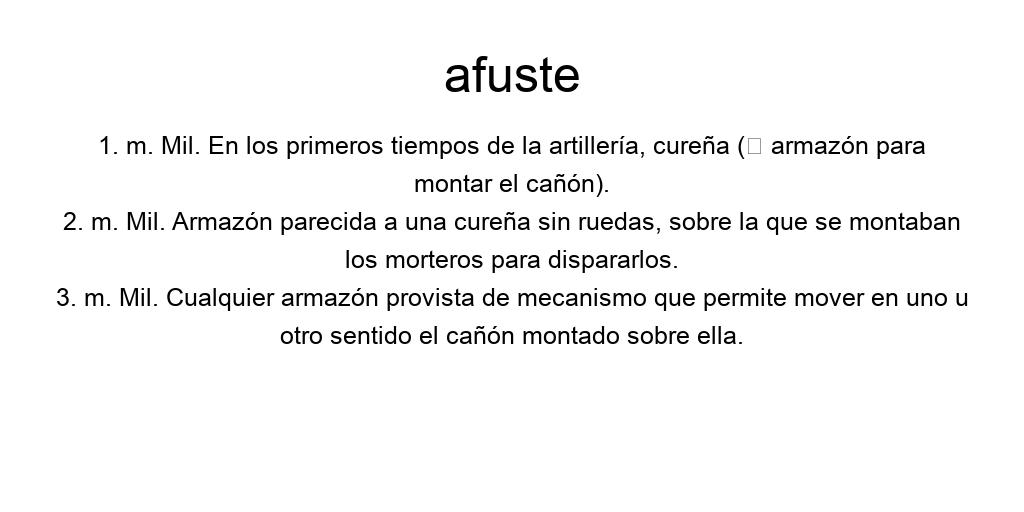 afuste
1. m. Mil. En los primeros tiempos de la artillería, cureña (□ armazón para
montar el cañón).
2. m. Mil. Armazón parecida a una cureña sin ruedas, sobre la que se montaban
los morteros para dispararlos.
3. m. Mil. Cualquier armazón provista de mecanismo que permite mover en uno u
otro sentido el cañón montado sobre ella.